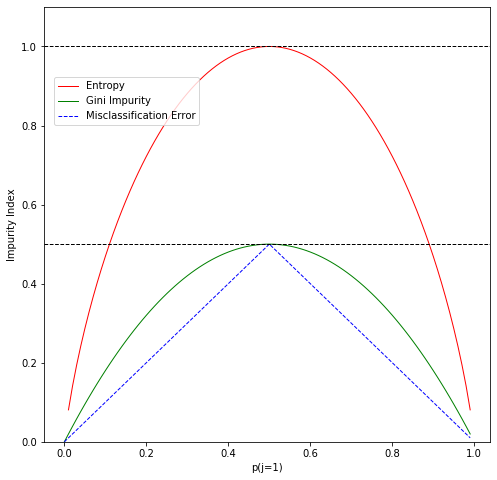 1.0
Entropy
Gini Impurity
Misclassification Error
0.8
0.6
Impurity Index
0.4
0.2
0.0
0.0 0.2 0.4 0.6 0.8 1.0
p(j=1)